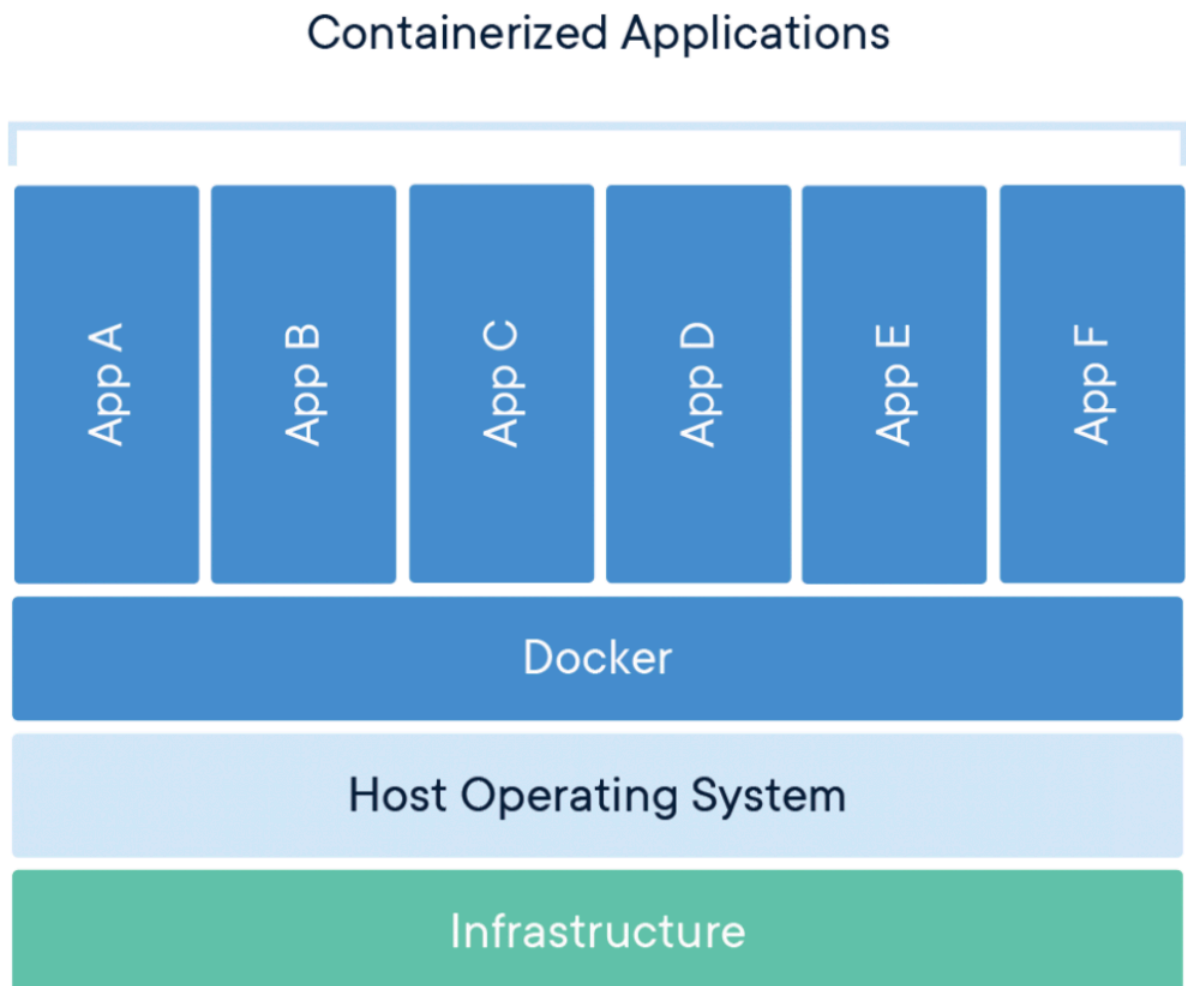 Containerized Applications
App A
App B
App C
App D
App E
App F
Docker
Host Operating System
Infrastructure